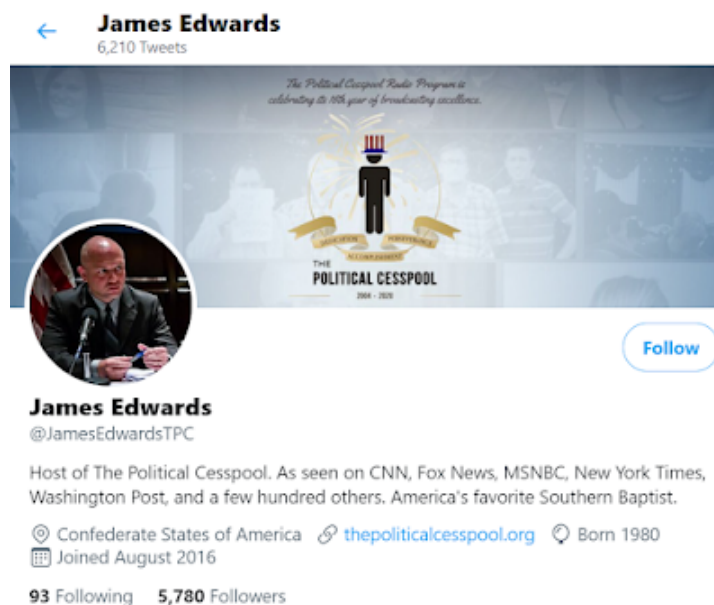 James Edwards
6,210 Tweets
The Political Cesspool Radio Program is
celebrating its 16th year of broadcasting excellence.
DEDICATION
PERSEVERANCE
ACCOMPLISHMENT
THE
POLITICAL CESSPOOL
2004 - 2020
Follow
James Edwards
@JamesEdwardsTPC
Host of The Political Cesspool. As seen on CNN, Fox News, MSNBC, New York Times,
Washington Post, and a few hundred others. America's favorite Southern Baptist.
Confederate States of America thepoliticalcesspool.org Born 1980
Joined August 2016
93 Following 5,780 Followers